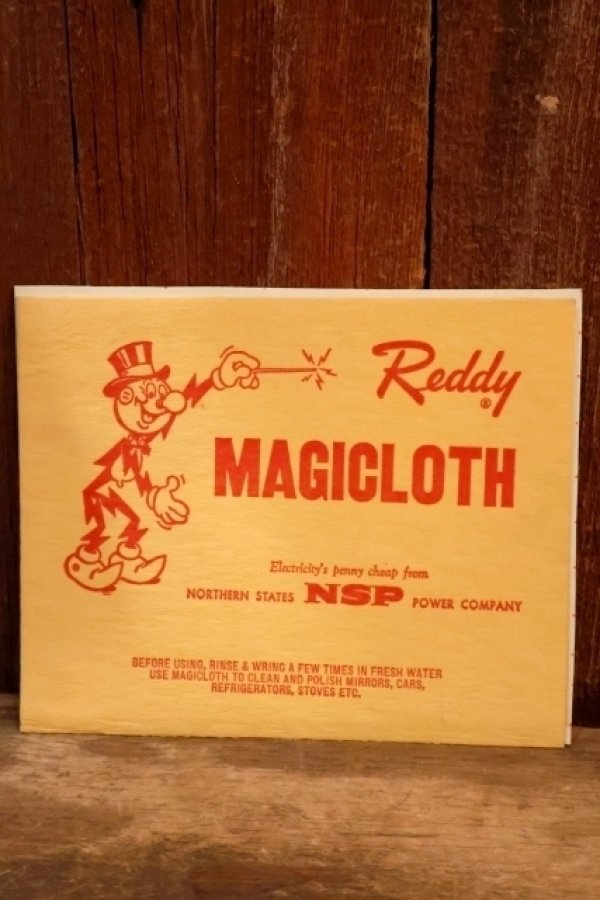 Reddy
®
MAGICLOTH
Electricity's penny cheap from
NORTHERN STATES NSP POWER COMPANY
BEFORE USING, RINSE & WRING A FEW TIMES IN FRESH WATER
USE MAGICLOTH TO CLEAN AND POLISH MIRRORS, CARS,
REFRIGERATORS, STOVES ETC.